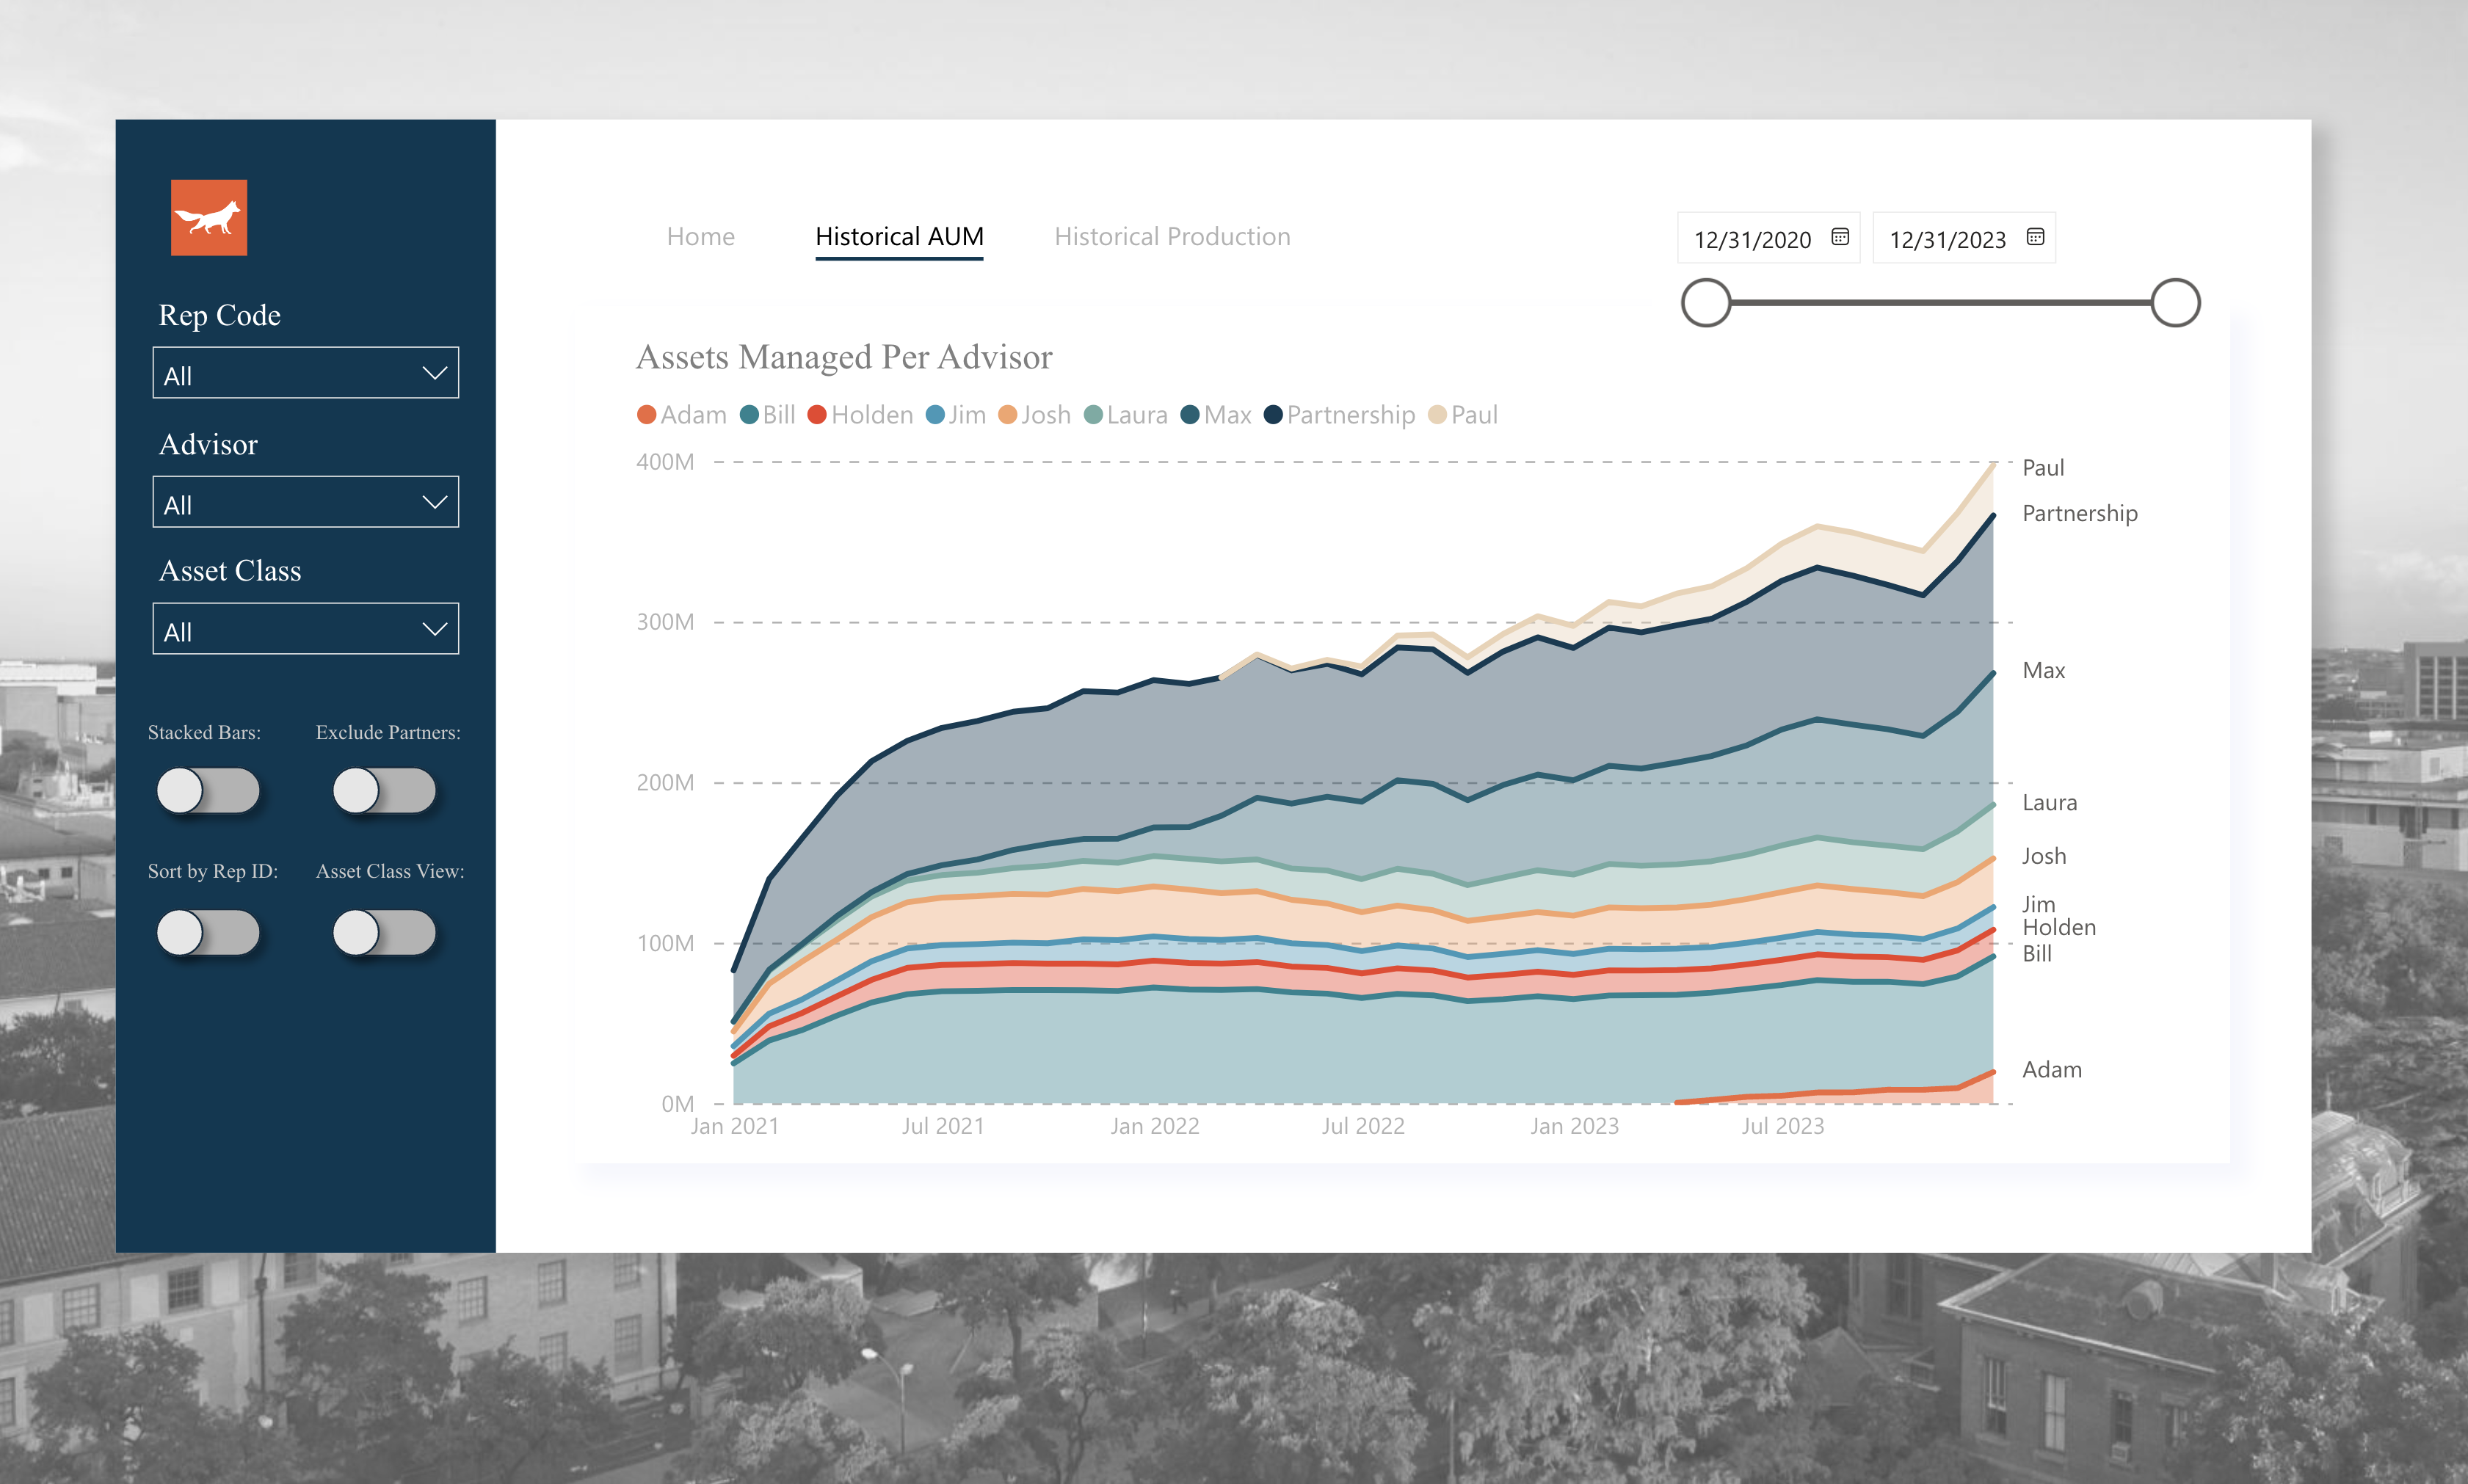 Home Historical AUM Historical Production
12/31/2020 12/31/2023
Rep Code
All
Advisor
All
Asset Class
All
Stacked Bars: Exclude Partners:
Sort by Rep ID: Asset Class View:
Assets Managed Per Advisor
Adam Bill Holden Jim Josh Laura Max Partnership Paul
400M
300M
200M
100M
0M
Jan 2021 Jul 2021 Jan 2022 Jul 2022 Jan 2023 Jul 2023
Paul
Partnership
Max
Laura
Josh
Jim
Holden
Bill
Adam